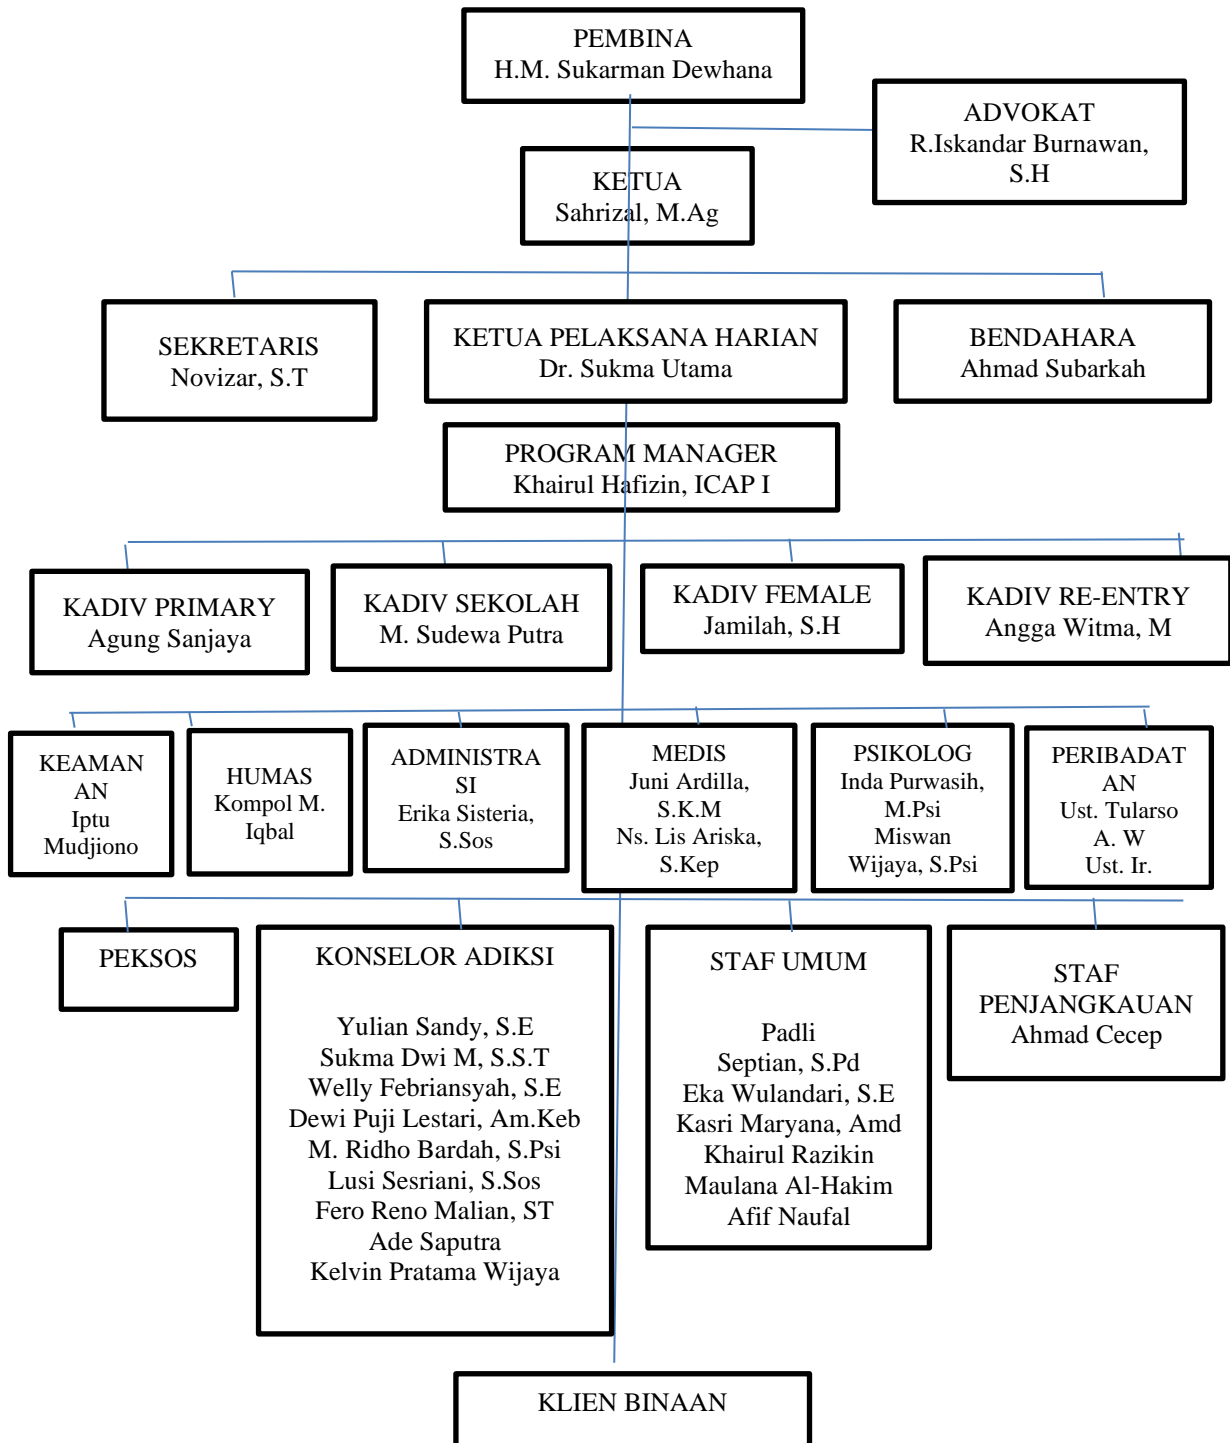 PEMBINA
H.M. Sukarman Dewhana
ADVOKAT
R.Iskandar Burnawan,
S.H
KETUA
Sahrizal, M.Ag
SEKRETARIS
Novizar, S.T
KETUA PELAKSANA HARIAN
Dr. Sukma Utama
BENDAHARA
Ahmad Subarkah
PROGRAM MANAGER
Khairul Hafizin, ICAP I
KADIV PRIMARY
Agung Sanjaya
KADIV SEKOLAH
M. Sudewa Putra
KADIV FEMALE
Jamilah, S.H
KADIV RE-ENTRY
Angga Witma, M
KEAMAN
AN
Iptu
Mudjiono
HUMAS
Kompol M.
Iqbal
ADMINISTRA
SI
Erika Sisteria,
S.Sos
MEDIS
Juni Ardilla,
S.K.M
Ns. Lis Ariska,
S.Kep
PSIKOLOG
Inda Purwasih,
M.Psi
Miswan
Wijaya, S.Psi
PERIBADAT
AN
Ust. Tularso
A. W
Ust. Ir.
PEKSOS
KONSELOR ADIKSI
Yulian Sandy, S.E
Sukma Dwi M, S.S.T
Welly Febriansyah, S.E
Dewi Puji Lestari, Am.Keb
M. Ridho Bardah, S.Psi
Lusi Sesriani, S.Sos
Fero Reno Malian, ST
Ade Saputra
Kelvin Pratama Wijaya
STAF UMUM
Padli
Septian, S.Pd
Eka Wulandari, S.E
Kasri Maryana, Amd
Khairul Razikin
Maulana Al-Hakim
Afif Naufal
STAF
PENJANGKAUAN
Ahmad Cecep
KLIEN BINAAN